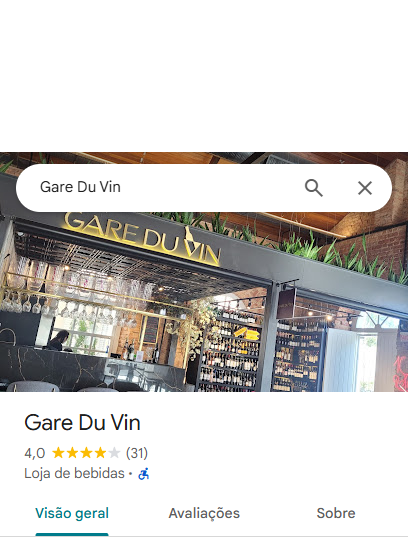 Gare Du Vin
GARE DU VIN
Gare Du Vin
4,0 (31)
Loja de bebidas ·
Visão geral
Avaliações
Sobre